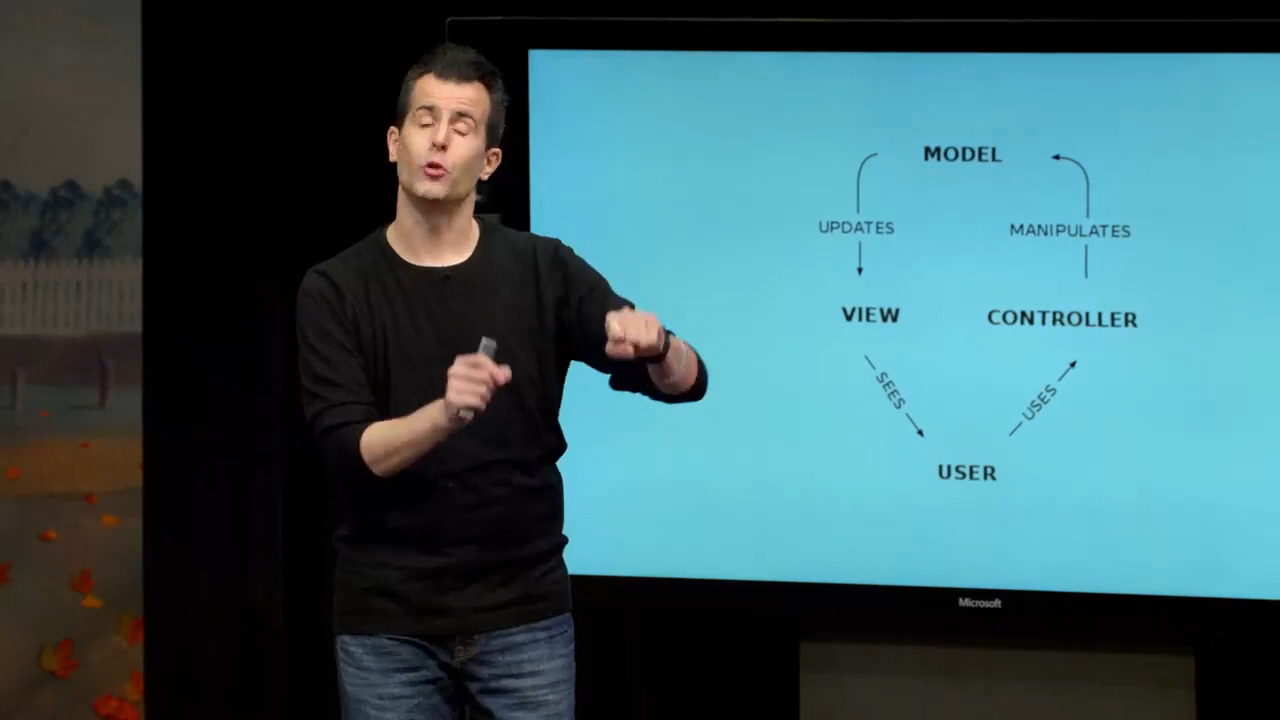 MODEL
UPDATES
MANIPULATES
VIEW
CONTROLLER
SEES
USES
USER
Microsoft